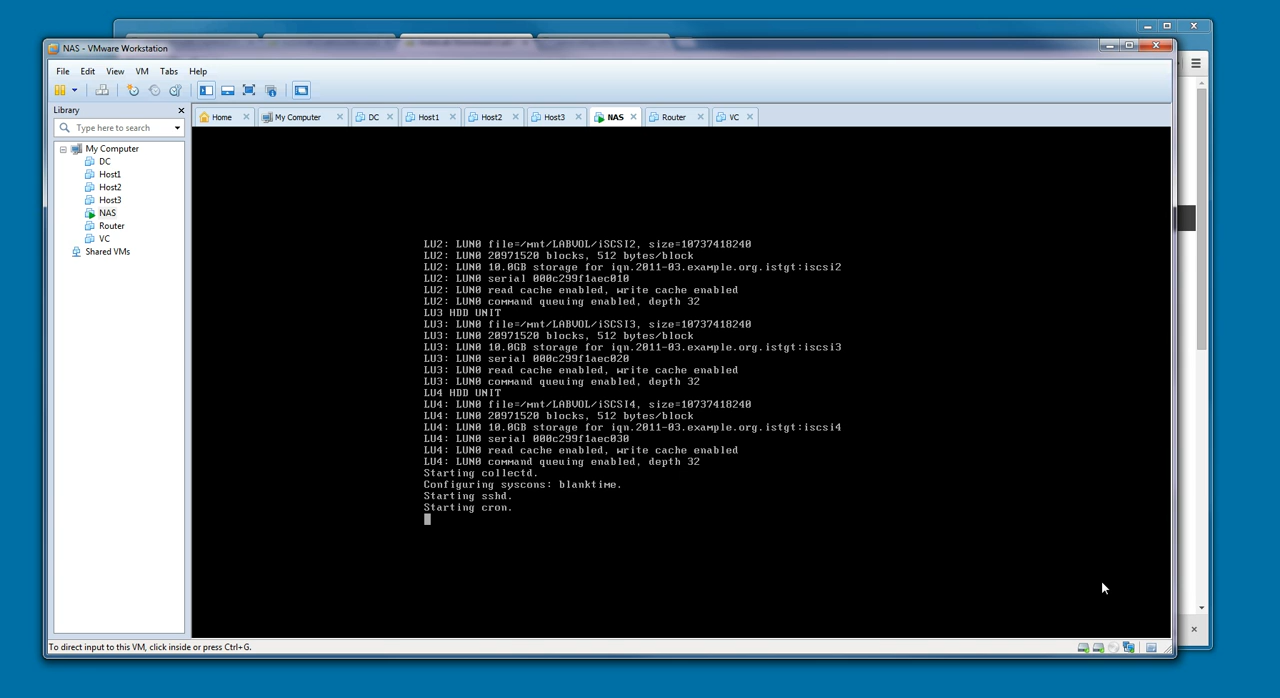 NAS - VMware Workstation
File Edit View VM Tabs Help
Library
Type here to search
My Computer
DC
Host1
Host2
Host3
NAS
Router
VC
Shared VMs
Home My Computer DC Host1 Host2 Host3 NAS Router VC
LU2: LUN0 file=/mnt/LABVOL/iSCSI2, size=10737418240
LU2: LUN0 20971520 blocks, 512 bytes/block
LU2: LUN0 10.0GB storage for iqn.2011-03.example.org.istgt:iscsi2
LU2: LUN0 serial 000c299f1aec010
LU2: LUN0 read cache enabled, write cache enabled
LU2: LUN0 command queuing enabled, depth 32
LU3 HDD UNIT
LU3: LUN0 file=/mnt/LABVOL/iSCSI3, size=10737418240
LU3: LUN0 20971520 blocks, 512 bytes/block
LU3: LUN0 10.0GB storage for iqn.2011-03.example.org.istgt:iscsi3
LU3: LUN0 serial 000c299f1aec020
LU3: LUN0 read cache enabled, write cache enabled
LU3: LUN0 command queuing enabled, depth 32
LU4 HDD UNIT
LU4: LUN0 file=/mnt/LABVOL/iSCSI4, size=10737418240
LU4: LUN0 20971520 blocks, 512 bytes/block
LU4: LUN0 10.0GB storage for iqn.2011-03.example.org.istgt:iscsi4
LU4: LUN0 serial 000c299f1aec030
LU4: LUN0 read cache enabled, write cache enabled
LU4: LUN0 command queuing enabled, depth 32
Starting collectd.
Configuring syscons: blanktime.
Starting sshd.
Starting cron.
To direct input to this VM, click inside or press Ctrl+G.